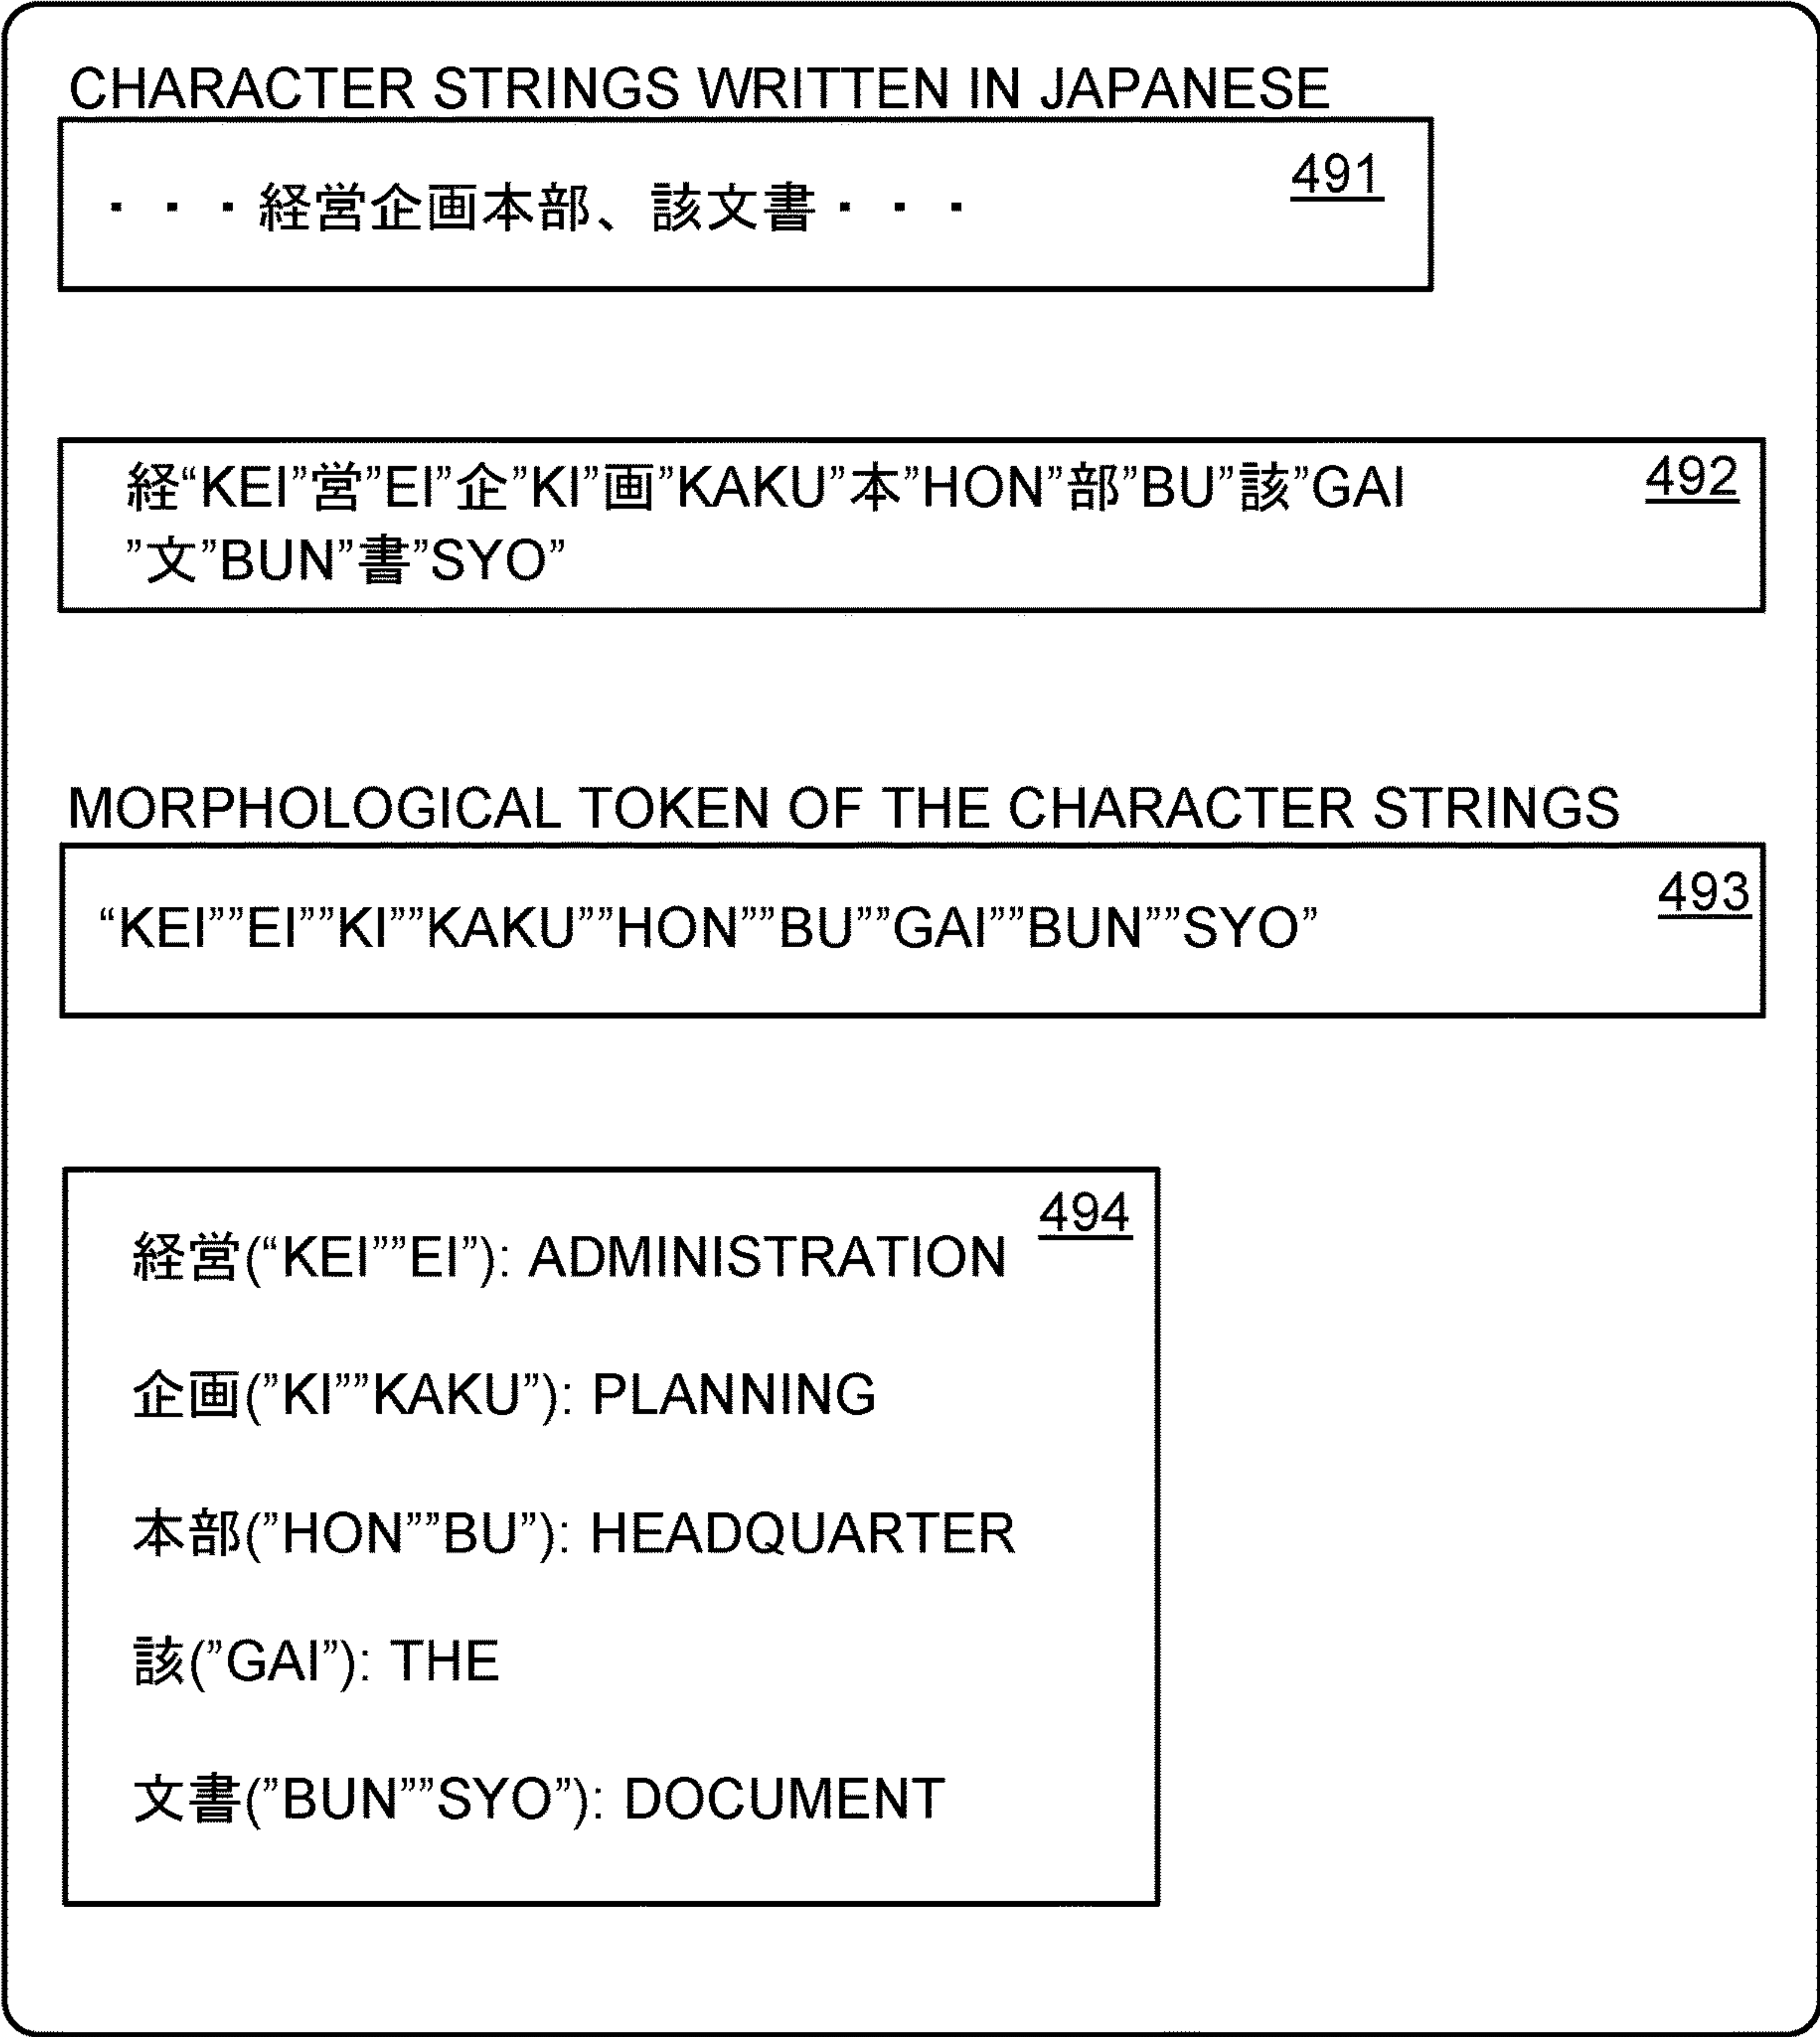 CHARACTER STRINGS WRITTEN IN JAPANESE
・・・経営企画本部、該文書・・・
491
経“KEI”営”EI”企”KI”画”KAKU”本”HON”部”BU”該”GAI
492
”文”BUN”書”SYO”
MORPHOLOGICAL TOKEN OF THE CHARACTER STRINGS
“KEI””EI””KI””KAKU””HON””BU””GAI””BUN””SYO”
493
494
経営(“KEI””EI”): ADMINISTRATION
企画(”KI””KAKU”): PLANNING
本部(”HON””BU”): HEADQUARTER
該(”GAI”): THE
文書(”BUN””SYO”): DOCUMENT